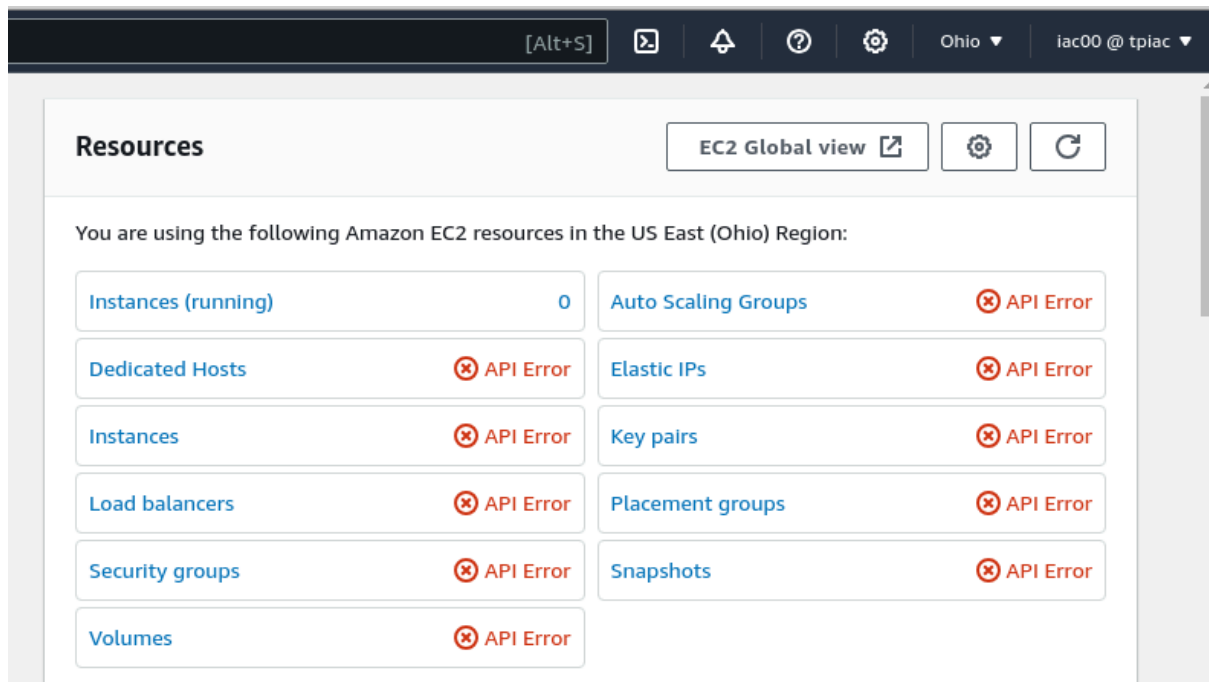 [Alt+S] Ohio ▼ iac00 @ tpiac ▼
Resources
EC2 Global view
You are using the following Amazon EC2 resources in the US East (Ohio) Region:
Instances (running) 0
Auto Scaling Groups API Error
Dedicated Hosts API Error
Elastic IPs API Error
Instances API Error
Key pairs API Error
Load balancers API Error
Placement groups API Error
Security groups API Error
Snapshots API Error
Volumes API Error